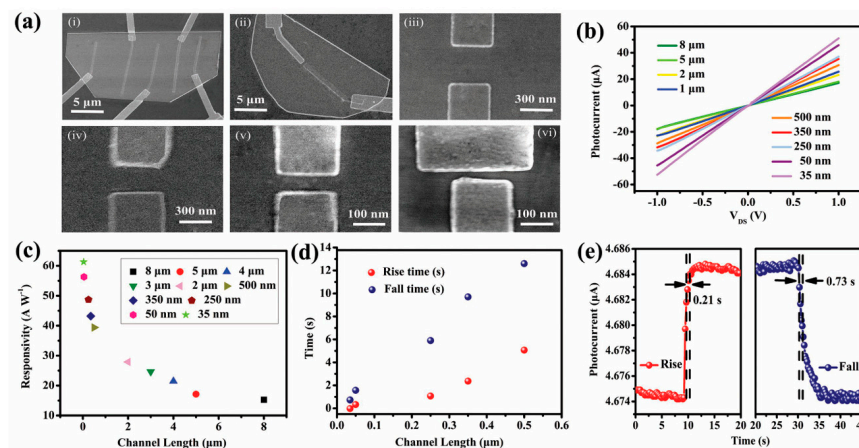 (a)
(i)
5 μm
(ii)
5 μm
(iii)
300 nm
(iv)
300 nm
(v)
100 nm
(vi)
100 nm
(b)
Photocurrent (μA)
60
40
20
0
-20
-40
-60
-1.0 -0.5 0.0 0.5 1.0
V_DS (V)
8 μm
5 μm
2 μm
1 μm
500 nm
350 nm
250 nm
50 nm
35 nm
(c)
Responsivity (A W⁻¹)
65
60
55
50
45
40
35
30
25
20
15
10
0 2 4 6 8
Channel Length (μm)
8 μm 5 μm 4 μm
3 μm 2 μm 500 nm
350 nm 250 nm
50 nm 35 nm
(d)
Time (s)
14
12
10
8
6
4
2
0
0.0 0.1 0.2 0.3 0.4 0.5 0.6
Channel Length (μm)
Rise time (s)
Fall time (s)
(e)
Photocurrent (μA)
4.686
4.683
4.680
4.677
4.674
0.21 s
Rise
0.73 s
Fall
0 10 20 20 30 40
Time (s)